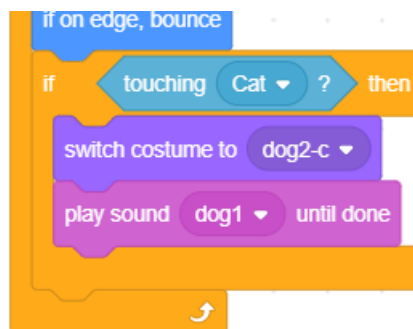 if on edge, bounce
if touching Cat ? then
switch costume to dog2-c
play sound dog1 until done